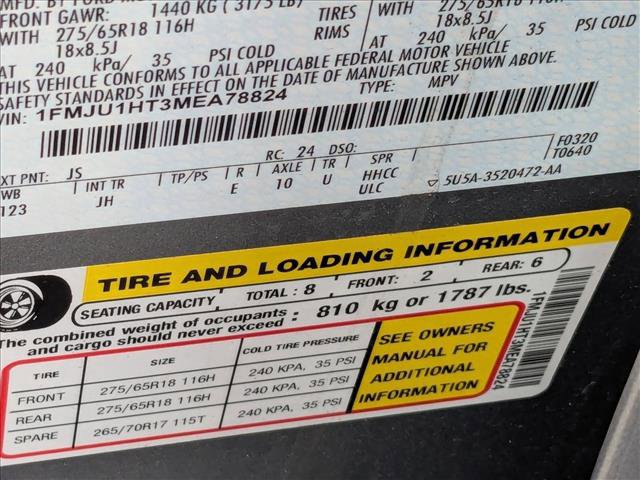 MFD. BY FORD
FRONT GAWR: 1440 KG ( 3175 LB)
WITH 275/65R18 116H TIRES 275/65R18 116H
18x8.5J RIMS 18x8.5J
AT 240 kPa/ 35 PSI COLD AT 240 kPa/ 35 PSI COLD
THIS VEHICLE CONFORMS TO ALL APPLICABLE FEDERAL MOTOR VEHICLE
SAFETY STANDARDS IN EFFECT ON THE DATE OF MANUFACTURE SHOWN ABOVE.
VIN: 1FMJU1HT3MEA78824 TYPE: MPV
F0320
T0640
RC: 24 DSO:
EXT PNT: JS
WB INT TR TP/PS R AXLE TR SPR
123 JH E 10 U HHCC
ULC
▽ 5U5A-3520472-AA
TIRE AND LOADING INFORMATION
SEATING CAPACITY TOTAL : 8 FRONT: 2 REAR: 6
The combined weight of occupants and cargo should never exceed : 810 kg or 1787 lbs.
TIRE SIZE COLD TIRE PRESSURE
FRONT 275/65R18 116H 240 KPA, 35 PSI
REAR 275/65R18 116H 240 KPA, 35 PSI
SPARE 265/70R17 115T 240 KPA, 35 PSI
SEE OWNERS
MANUAL FOR
ADDITIONAL
INFORMATION
1FMJU1HT3MEA78824